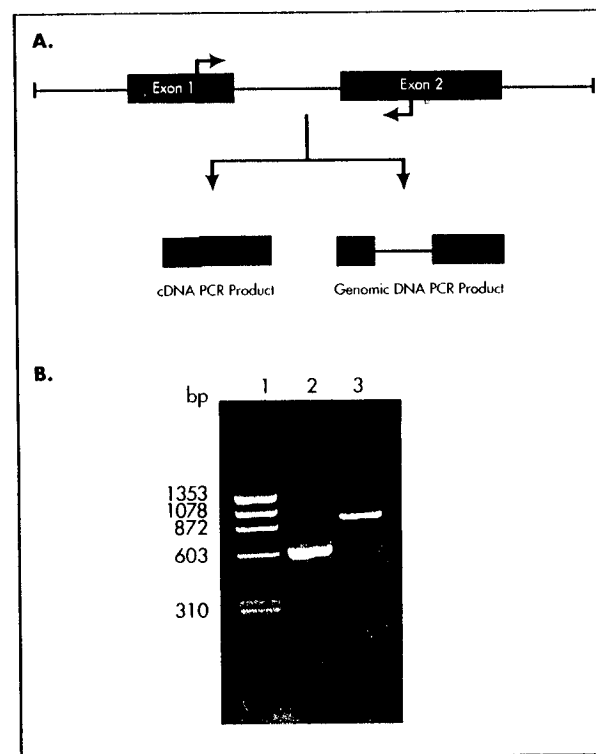 A.
Exon 1
Exon 2
cDNA PCR Product
Genomic DNA PCR Product
B.
bp
1 2 3
1353
1078
872
603
310